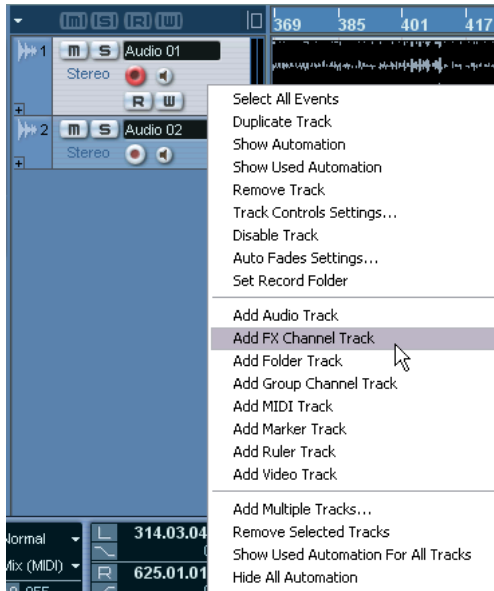 m S R W
369 385 401 417
1 m S Audio 01
Stereo
R W
2 m S Audio 02
Stereo
Select All Events
Duplicate Track
Show Automation
Show Used Automation
Remove Track
Track Controls Settings...
Disable Track
Auto Fades Settings...
Set Record Folder
Add Audio Track
Add FX Channel Track
Add Folder Track
Add Group Channel Track
Add MIDI Track
Add Marker Track
Add Ruler Track
Add Video Track
Add Multiple Tracks...
Remove Selected Tracks
Show Used Automation For All Tracks
Hide All Automation
Normal L 314.03.04
Mix (MIDI) R 625.01.01
OFF